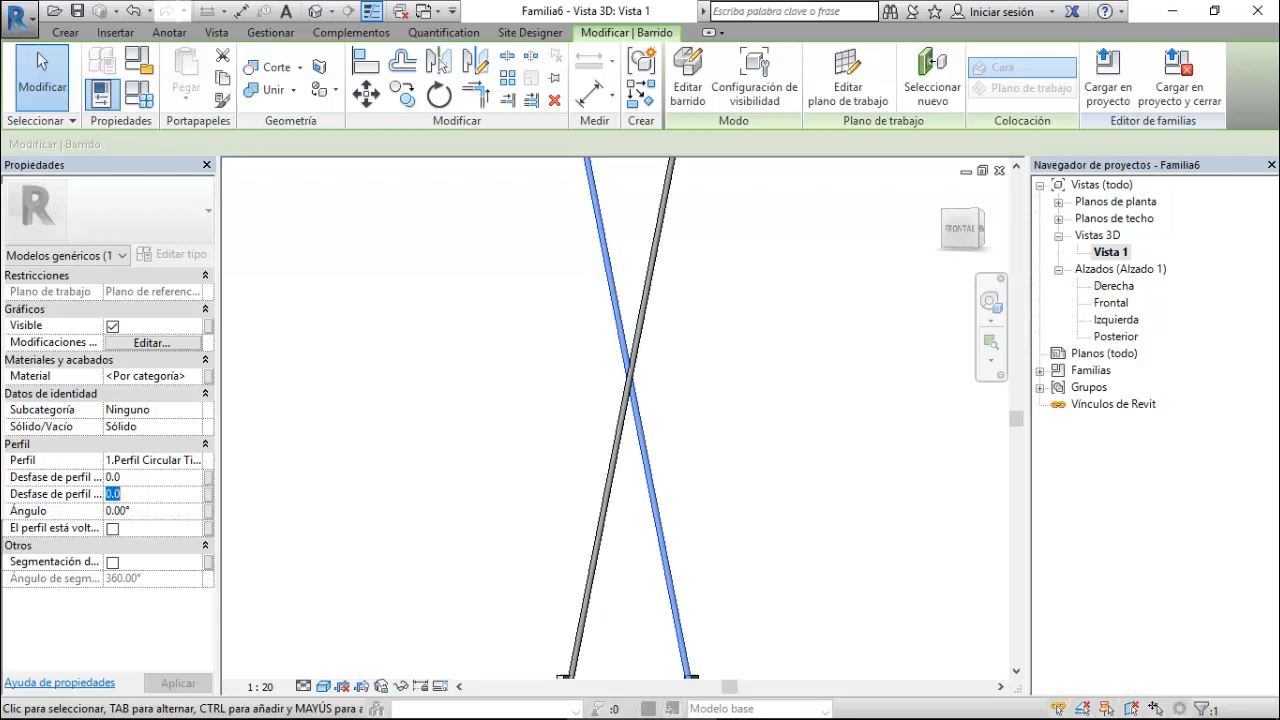 Familia6 - Vista 3D: Vista 1
Escriba palabra clave o frase
Iniciar sesión
Crear
Insertar
Anotar
Vista
Gestionar
Complementos
Quantification
Site Designer
Modificar | Barrido
Modificar
Pegar
Corte
Unir
Editar barrido
Configuración de visibilidad
Editar plano de trabajo
Seleccionar nuevo
Cara
Plano de trabajo
Cargar en proyecto
Cargar en proyecto y cerrar
Seleccionar
Propiedades
Portapapeles
Geometría
Modificar
Medir
Crear
Modo
Plano de trabajo
Colocación
Editor de familias
Modificar | Barrido
Propiedades
Modelos genéricos (1
Editar tipo
Restricciones
Plano de trabajo Plano de referenc...
Gráficos
Visible
Modificaciones ... Editar...
Materiales y acabados
Material <Por categoría>
Datos de identidad
Subcategoría Ninguno
Sólido/Vacío Sólido
Perfil
Perfil 1.Perfil Circular Ti...
Desfase de perfil ... 0.0
Desfase de perfil ... 0.0
Ángulo 0.00°
El perfil está volt...
Otros
Segmentación d...
Ángulo de segm... 360.00°
Ayuda de propiedades
Aplicar
FRONTAL
1 : 20
Navegador de proyectos - Familia6
Vistas (todo)
Planos de planta
Planos de techo
Vistas 3D
Vista 1
Alzados (Alzado 1)
Derecha
Frontal
Izquierda
Posterior
Planos (todo)
Familias
Grupos
Vínculos de Revit
Clic para seleccionar, TAB para alternar, CTRL para añadir y MAYÚS para a
:0
Modelo base
:1